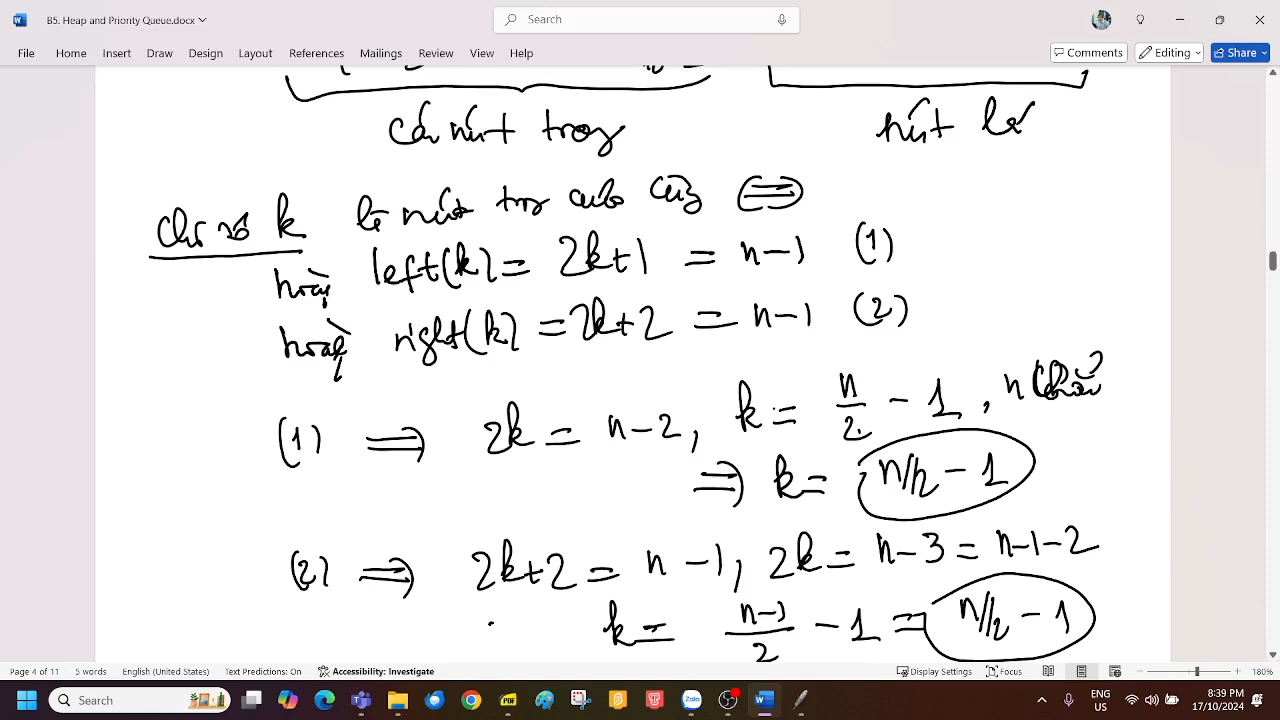 B5. Heap and Priority Queue.docx
Search
File Home Insert Draw Design Layout References Mailings Review View Help
Comments Editing Share
các nút trong nút lá
Chỉ số k là nút trg cuối cùng ⟺
hoặc left(k) = 2k+1 = n-1 (1)
hoặc right(k) = 2k+2 = n-1 (2)
(1) ⟹ 2k = n-2, k = n/2 - 1, n chẵn
⟹ k = n/2 - 1
(2) ⟹ 2k+2 = n-1, 2k = n-3 = n-1-2
k = (n-1)/2 - 1 = n/2 - 1
Page 4 of 11 5 words Text Predictions: On Accessibility: Investigate Display Settings Focus 180%
Search ENG US 8:39 PM 17/10/2024